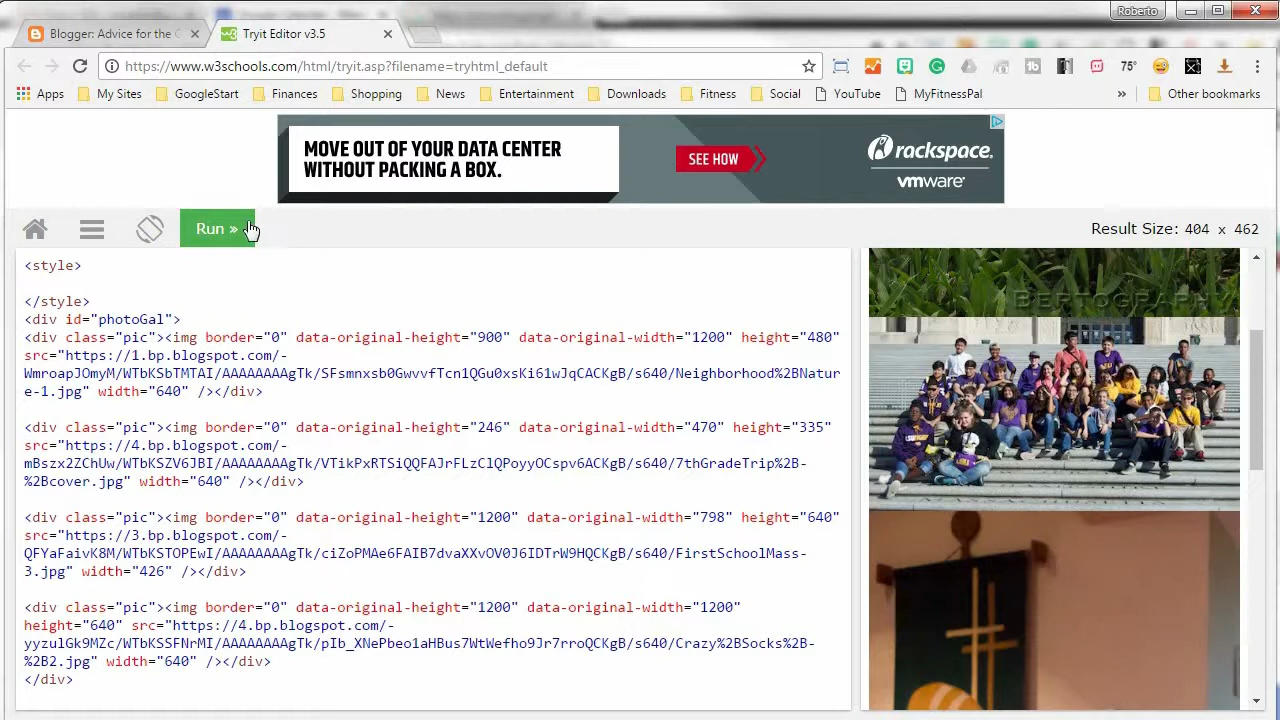 Roberto
Blogger: Advice for the C
Tryit Editor v3.5
https://www.w3schools.com/html/tryit.asp?filename=tryhtml_default
75°
Apps
My Sites
GoogleStart
Finances
Shopping
News
Entertainment
Downloads
Fitness
Social
YouTube
MyFitnessPal
»
Other bookmarks
MOVE OUT OF YOUR DATA CENTER
WITHOUT PACKING A BOX.
SEE HOW
rackspace.
vmware
Run »
Result Size: 404 x 462
<style>
</style>
<div id="photoGal">
<div class="pic"><img border="0" data-original-height="900" data-original-width="1200" height="480"
src="https://1.bp.blogspot.com/-
WmroapJOmyM/WTbKSbTMTAI/AAAAAAAAgTk/SFsmnxsb0GwvvfTcn1QGu0xsKi61wJqCACKgB/s640/Neighborhood%2BNatur
e-1.jpg" width="640" /></div>
<div class="pic"><img border="0" data-original-height="246" data-original-width="470" height="335"
src="https://4.bp.blogspot.com/-
mBszx2ZChUw/WTbKSZV6JBI/AAAAAAAAgTk/VTikPxRTSiQQFAJrFLzClQPoyyOCspv6ACKgB/s640/7thGradeTrip%2B-
%2Bcover.jpg" width="640" /></div>
<div class="pic"><img border="0" data-original-height="1200" data-original-width="798" height="640"
src="https://3.bp.blogspot.com/-
QFYaFaivK8M/WTbKSTOPEwI/AAAAAAAAgTk/ciZoPMAe6FAIB7dvaXXvOV0J6IDTrW9HQCKgB/s640/FirstSchoolMass-
3.jpg" width="426" /></div>
<div class="pic"><img border="0" data-original-height="1200" data-original-width="1200"
height="640" src="https://4.bp.blogspot.com/-
yyzulGk9MZc/WTbKSSFNrMI/AAAAAAAAgTk/pIb_XNePbeo1aHBus7WtWefho9Jr7rroQCKgB/s640/Crazy%2BSocks%2B-
%2B2.jpg" width="640" /></div>
</div>
BERTOGRAPHY